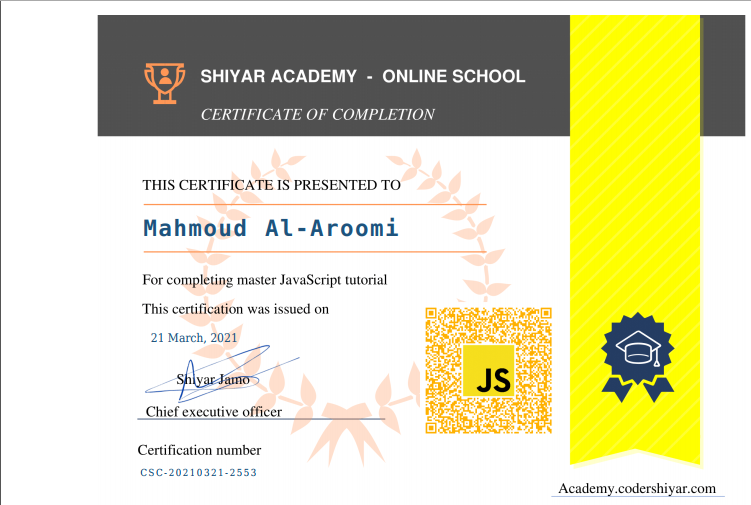 SHIYAR ACADEMY - ONLINE SCHOOL
CERTIFICATE OF COMPLETION
THIS CERTIFICATE IS PRESENTED TO
Mahmoud Al-Aroomi
For completing master JavaScript tutorial
This certification was issued on
21 March, 2021
Shiyar Jamo
Chief executive officer
JS
Certification number
CSC-20210321-2553
Academy.codershiyar.com